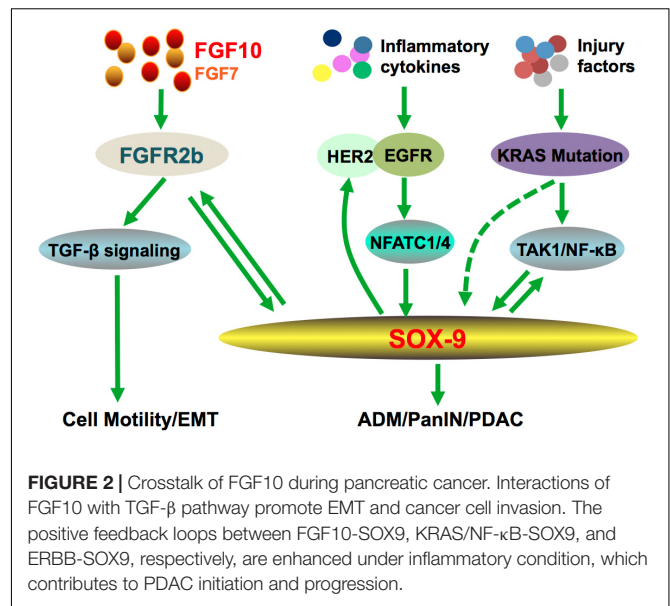 FGF10
FGF7
Inflammatory
cytokines
Injury
factors
FGFR2b
HER2
EGFR
KRAS Mutation
TGF-β signaling
NFATC1/4
TAK1/NF-κB
SOX-9
Cell Motility/EMT
ADM/PanIN/PDAC
FIGURE 2 | Crosstalk of FGF10 during pancreatic cancer. Interactions of
FGF10 with TGF-β pathway promote EMT and cancer cell invasion. The
positive feedback loops between FGF10-SOX9, KRAS/NF-κB-SOX9, and
ERBB-SOX9, respectively, are enhanced under inflammatory condition, which
contributes to PDAC initiation and progression.